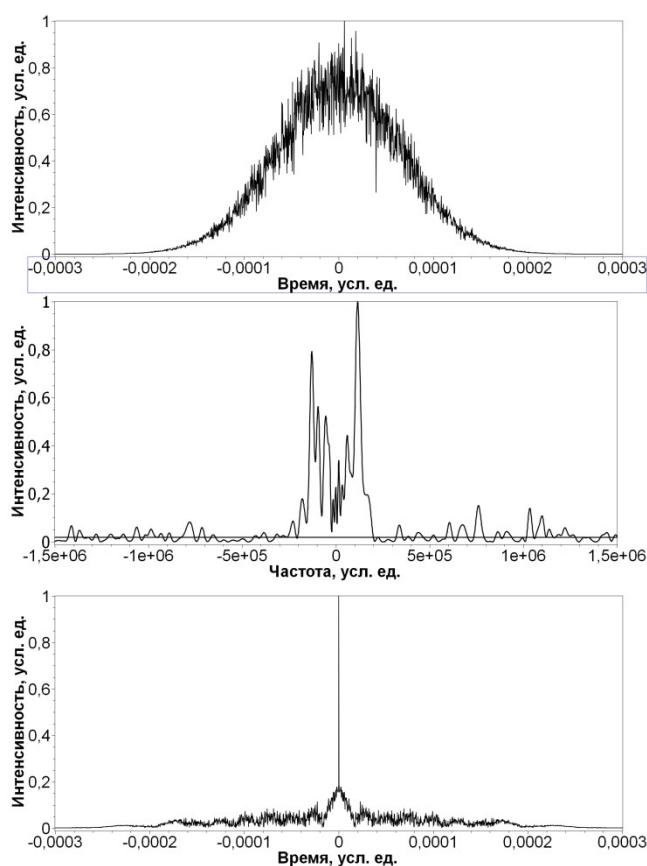 Интенсивность, усл. ед.
1
0,8
0,6
0,4
0,2
0
-0,0003 -0,0002 -0,0001 0 0,0001 0,0002 0,0003
Время, усл. ед.
Интенсивность, усл. ед.
1
0,8
0,6
0,4
0,2
0
-1,5e+06 -1e+06 -5e+05 0 5e+05 1e+06 1,5e+06
Частота, усл. ед.
Интенсивность, усл. ед.
1
0,8
0,6
0,4
0,2
0
-0,0003 -0,0002 -0,0001 0 0,0001 0,0002 0,0003
Время, усл. ед.